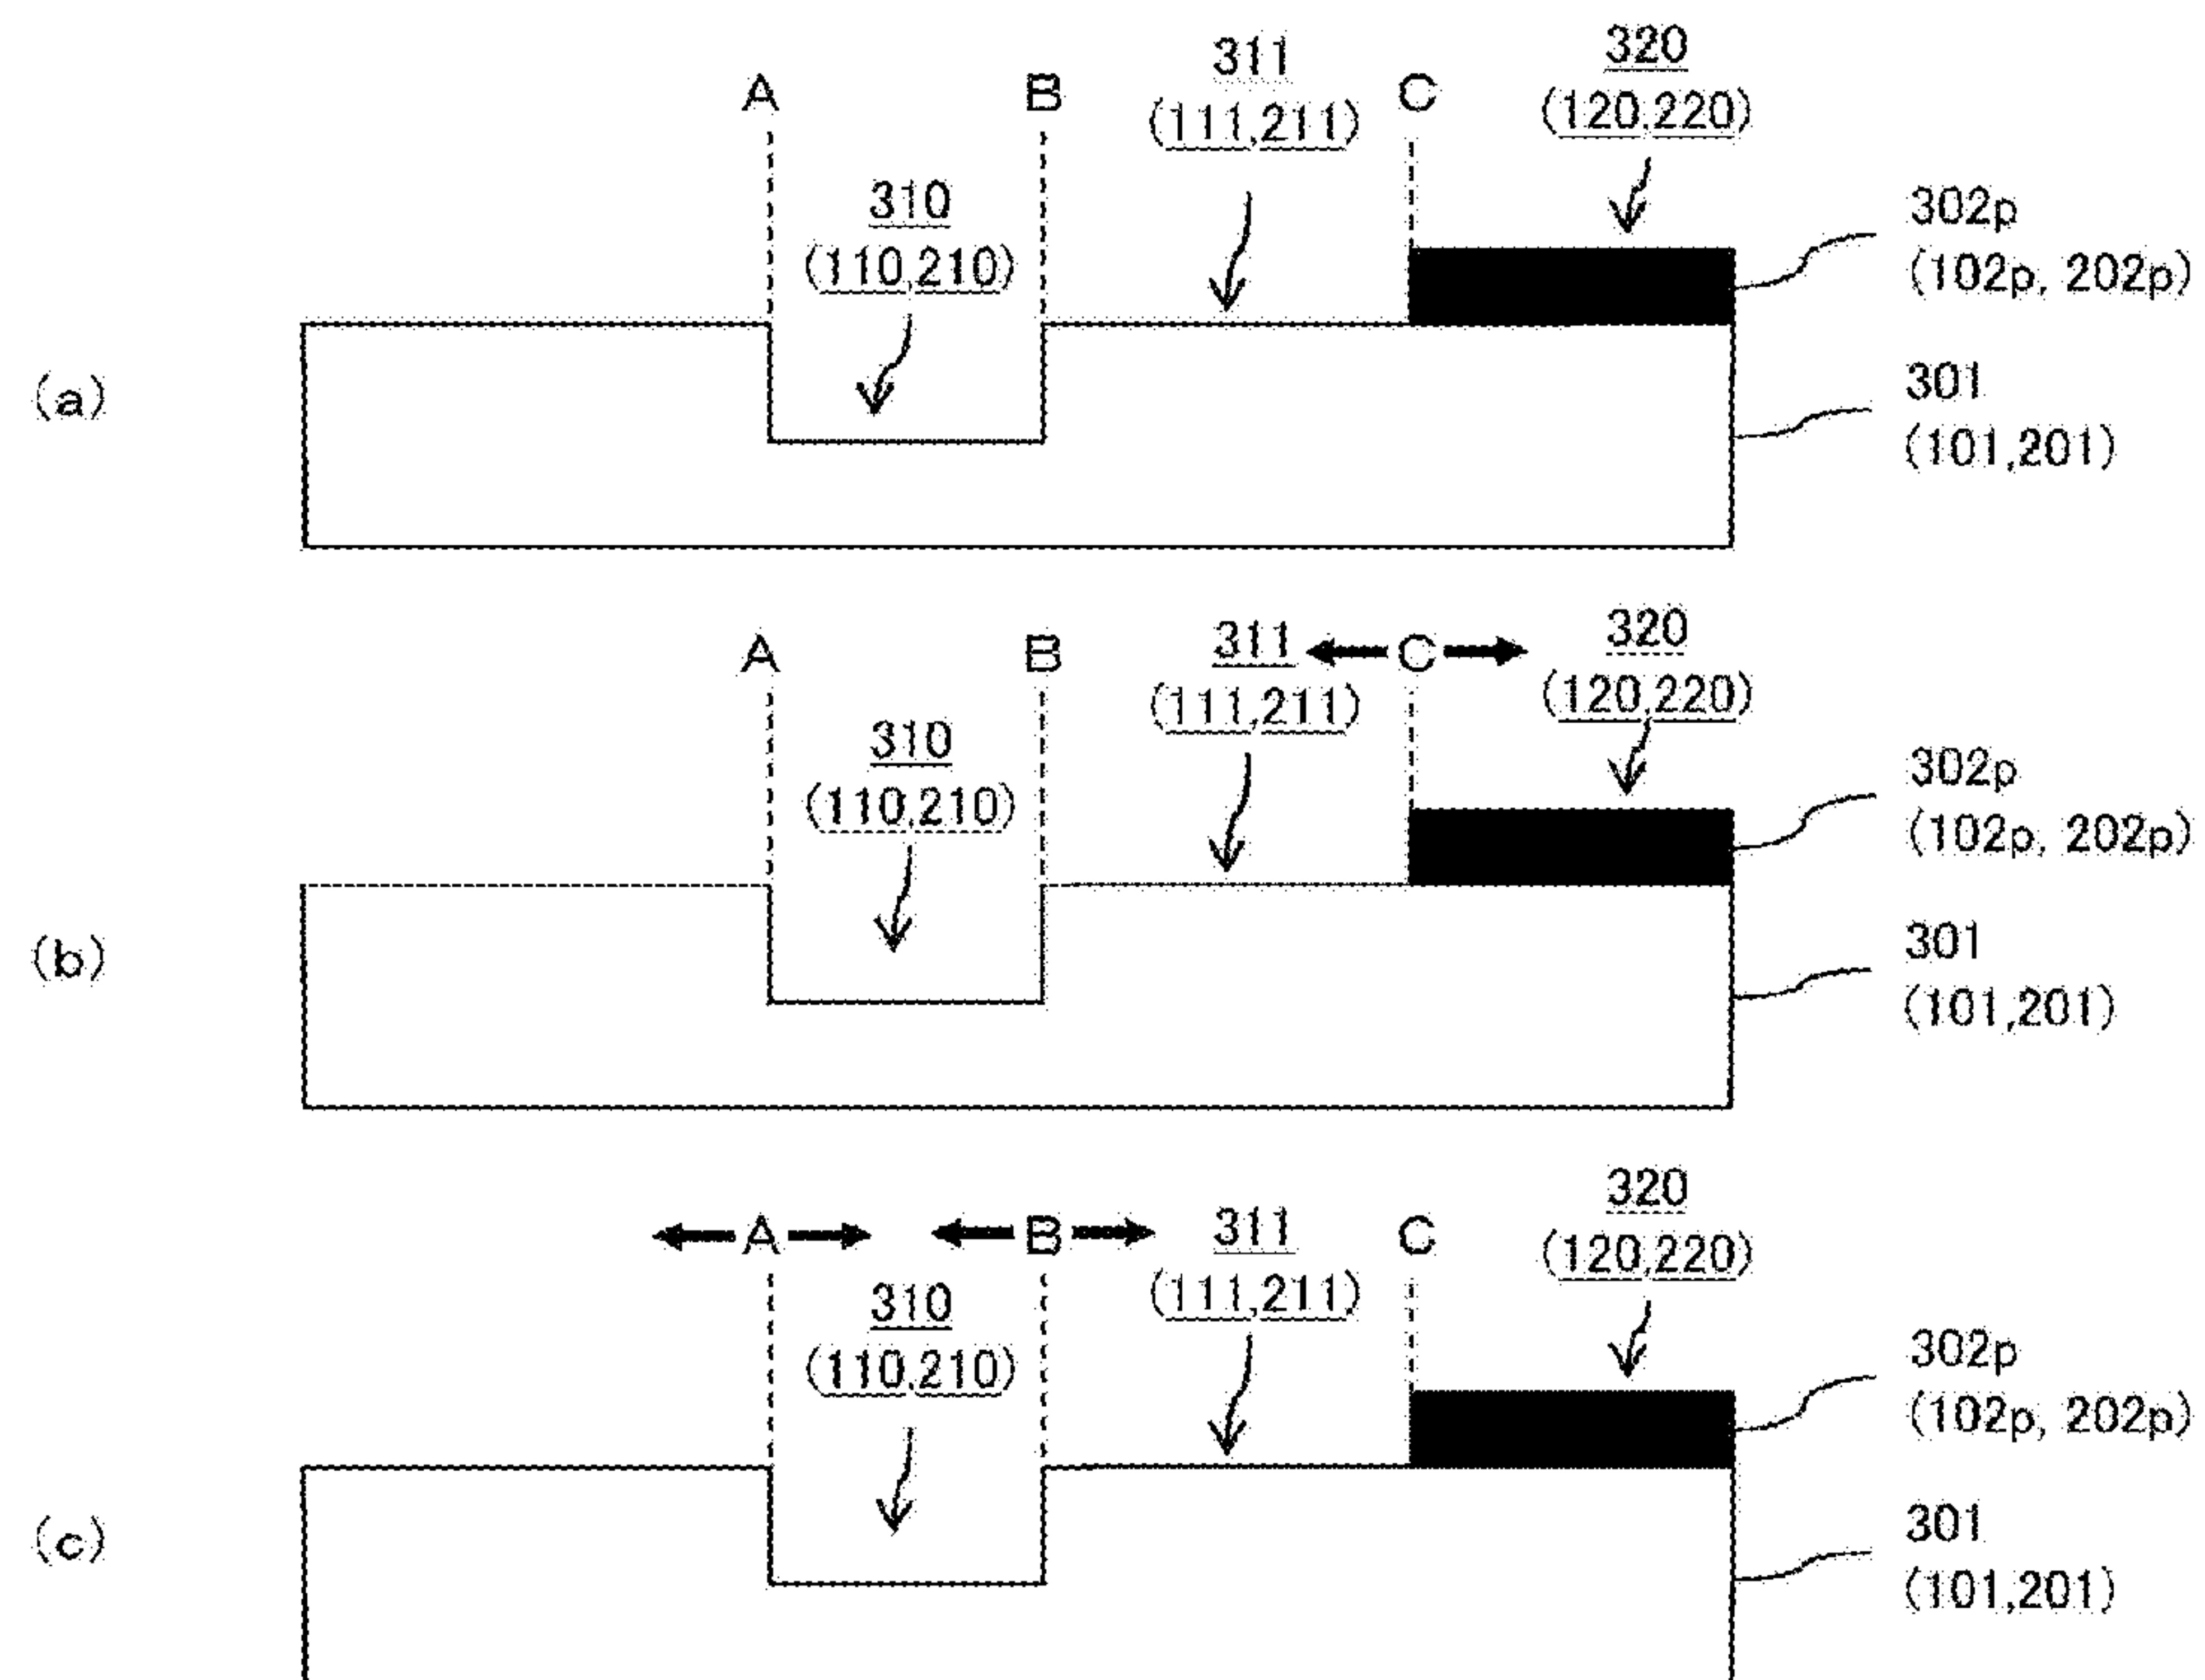 311
320
A
B
(111,211)
C
(120,220)
310
302p
(110,210)
(102p, 202p)
(a)
301
(101,201)
A
B
311
C
320
(111,211)
(120,220)
310
302p
(110,210)
(102p, 202p)
(b)
301
(101,201)
A
B
311
C
320
(111,211)
(120,220)
310
302p
(110,210)
(102p, 202p)
(c)
301
(101,201)